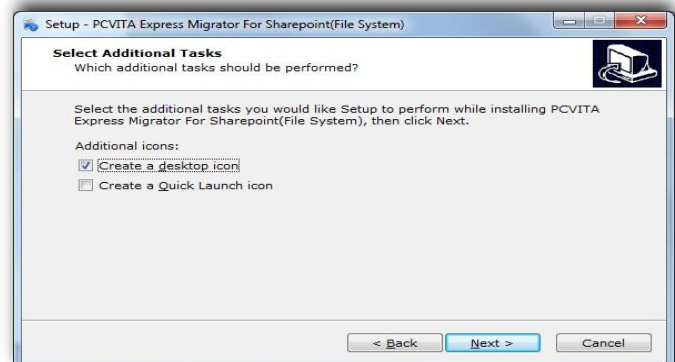 Setup - PCVITA Express Migrator For Sharepoint(File System)
Select Additional Tasks
Which additional tasks should be performed?
Select the additional tasks you would like Setup to perform while installing PCVITA
Express Migrator For Sharepoint(File System), then click Next.
Additional icons:
Create a desktop icon
Create a Quick Launch icon
< Back Next > Cancel